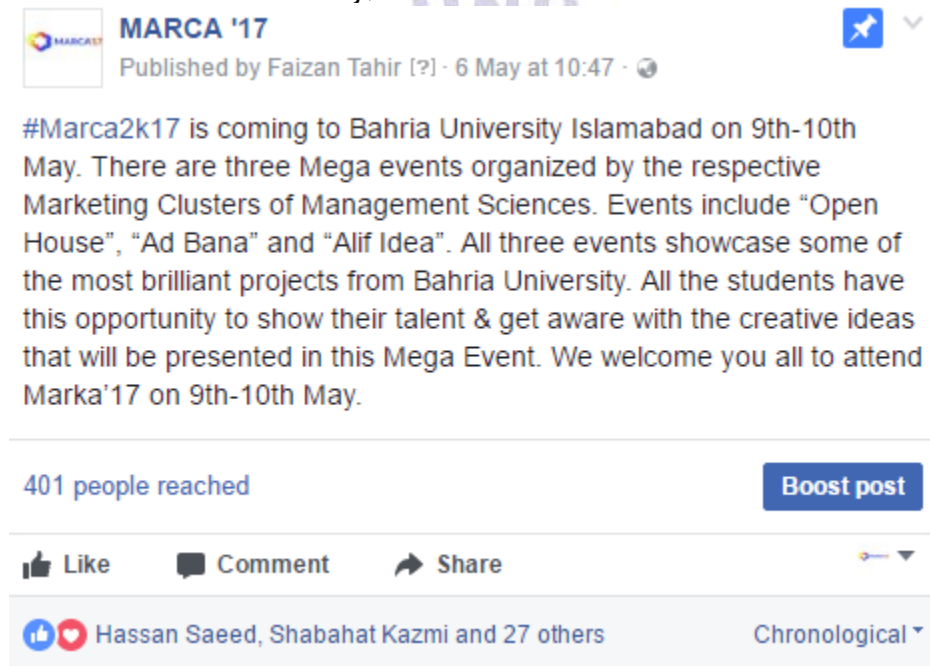 MARCA '17
MARCA'17
Published by Faizan Tahir [?] · 6 May at 10:47 ·
#Marca2k17 is coming to Bahria University Islamabad on 9th-10th
May. There are three Mega events organized by the respective
Marketing Clusters of Management Sciences. Events include “Open
House”, “Ad Bana” and “Alif Idea”. All three events showcase some of
the most brilliant projects from Bahria University. All the students have
this opportunity to show their talent & get aware with the creative ideas
that will be presented in this Mega Event. We welcome you all to attend
Marka’17 on 9th-10th May.
401 people reached
Boost post
Like Comment Share
Hassan Saeed, Shabahat Kazmi and 27 others
Chronological